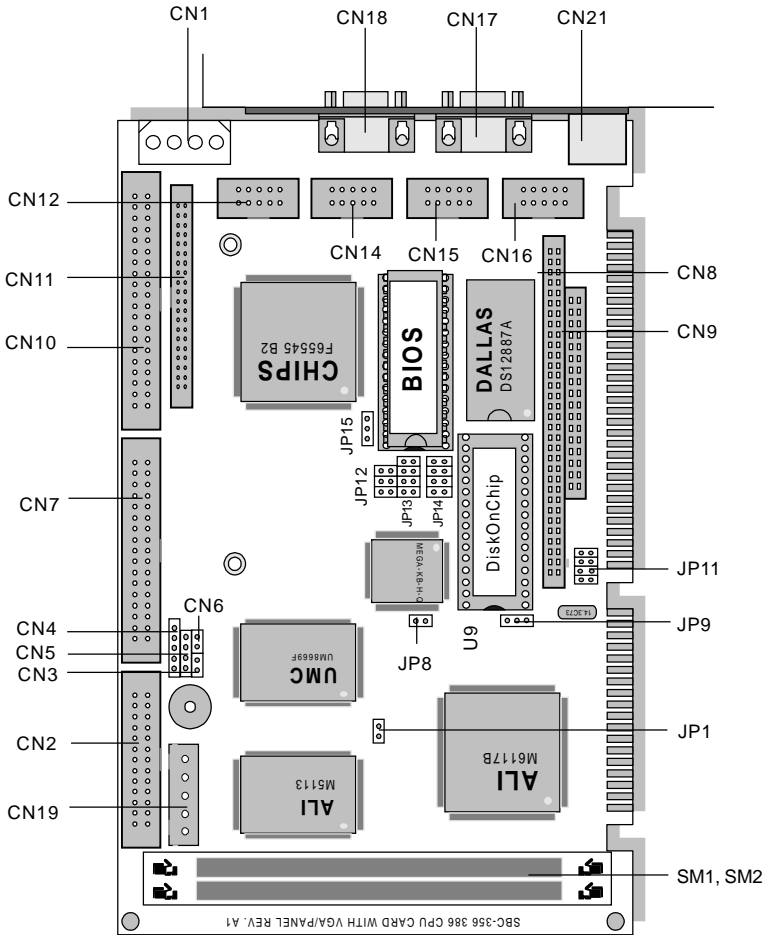 CN1
CN18
CN17
CN21
CN12
CN14
CN15
CN16
CN8
CN11
CN9
CN10
CHIPS
F65545 B2
BIOS
DALLAS
DS12887A
JP15
JP12
JP13
JP14
DiskOnChip
CN7
MEGA-KB-H-Q
JP11
14.3C73
CN6
CN4
CN5
CN3
JP9
U9
JP8
UMC
UM8669F
CN2
JP1
ALI
M6117B
ALI
M5113
CN19
SM1, SM2
SBC-356 386 CPU CARD WITH VGA/PANEL REV. A1